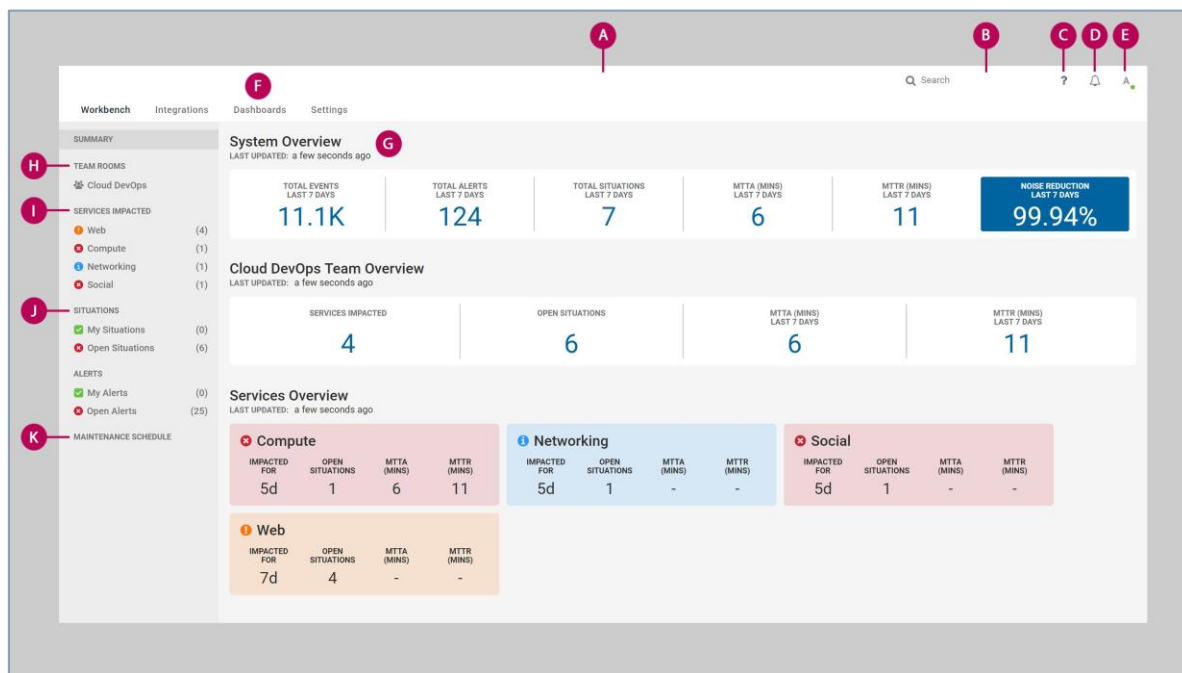 A
B
C
D
E
Search
?
A
F
Workbench Integrations Dashboards Settings
SUMMARY
H
TEAM ROOMS
Cloud DevOps
I
SERVICES IMPACTED
Web (4)
Compute (1)
Networking (1)
Social (1)
J
SITUATIONS
My Situations (0)
Open Situations (6)
ALERTS
My Alerts (0)
Open Alerts (25)
K
MAINTENANCE SCHEDULE
System Overview
G
LAST UPDATED: a few seconds ago
TOTAL EVENTS
LAST 7 DAYS
11.1K
TOTAL ALERTS
LAST 7 DAYS
124
TOTAL SITUATIONS
LAST 7 DAYS
7
MTTA (MINS)
LAST 7 DAYS
6
MTTR (MINS)
LAST 7 DAYS
11
NOISE REDUCTION
LAST 7 DAYS
99.94%
Cloud DevOps Team Overview
LAST UPDATED: a few seconds ago
SERVICES IMPACTED
4
OPEN SITUATIONS
6
MTTA (MINS)
LAST 7 DAYS
6
MTTR (MINS)
LAST 7 DAYS
11
Services Overview
LAST UPDATED: a few seconds ago
Compute
IMPACTED
FOR
5d
OPEN
SITUATIONS
1
MTTA
(MINS)
6
MTTR
(MINS)
11
Networking
IMPACTED
FOR
5d
OPEN
SITUATIONS
1
MTTA
(MINS)
-
MTTR
(MINS)
-
Social
IMPACTED
FOR
5d
OPEN
SITUATIONS
1
MTTA
(MINS)
-
MTTR
(MINS)
-
Web
IMPACTED
FOR
7d
OPEN
SITUATIONS
4
MTTA
(MINS)
-
MTTR
(MINS)
-